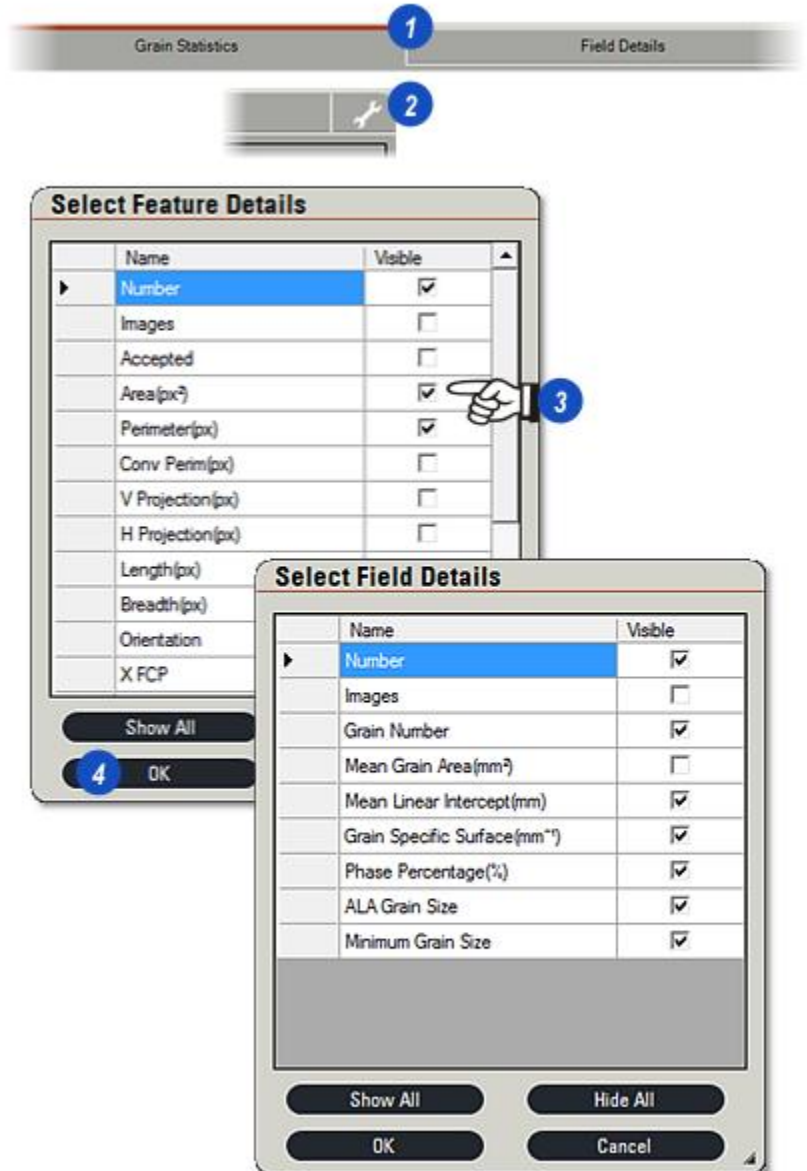 1
Grain Statistics Field Details
2
Select Feature Details
Name Visible
Number
Images
Accepted
Area(px²)
Perimeter(px)
3
Conv Perim(px)
V Projection(px)
H Projection(px)
Length(px)
Breadth(px)
Orientation
X FCP
Show All
4 OK
Select Field Details
Name Visible
Number
Images
Grain Number
Mean Grain Area(mm²)
Mean Linear Intercept(mm)
Grain Specific Surface(mm⁻¹)
Phase Percentage(%)
ALA Grain Size
Minimum Grain Size
Show All Hide All
OK Cancel